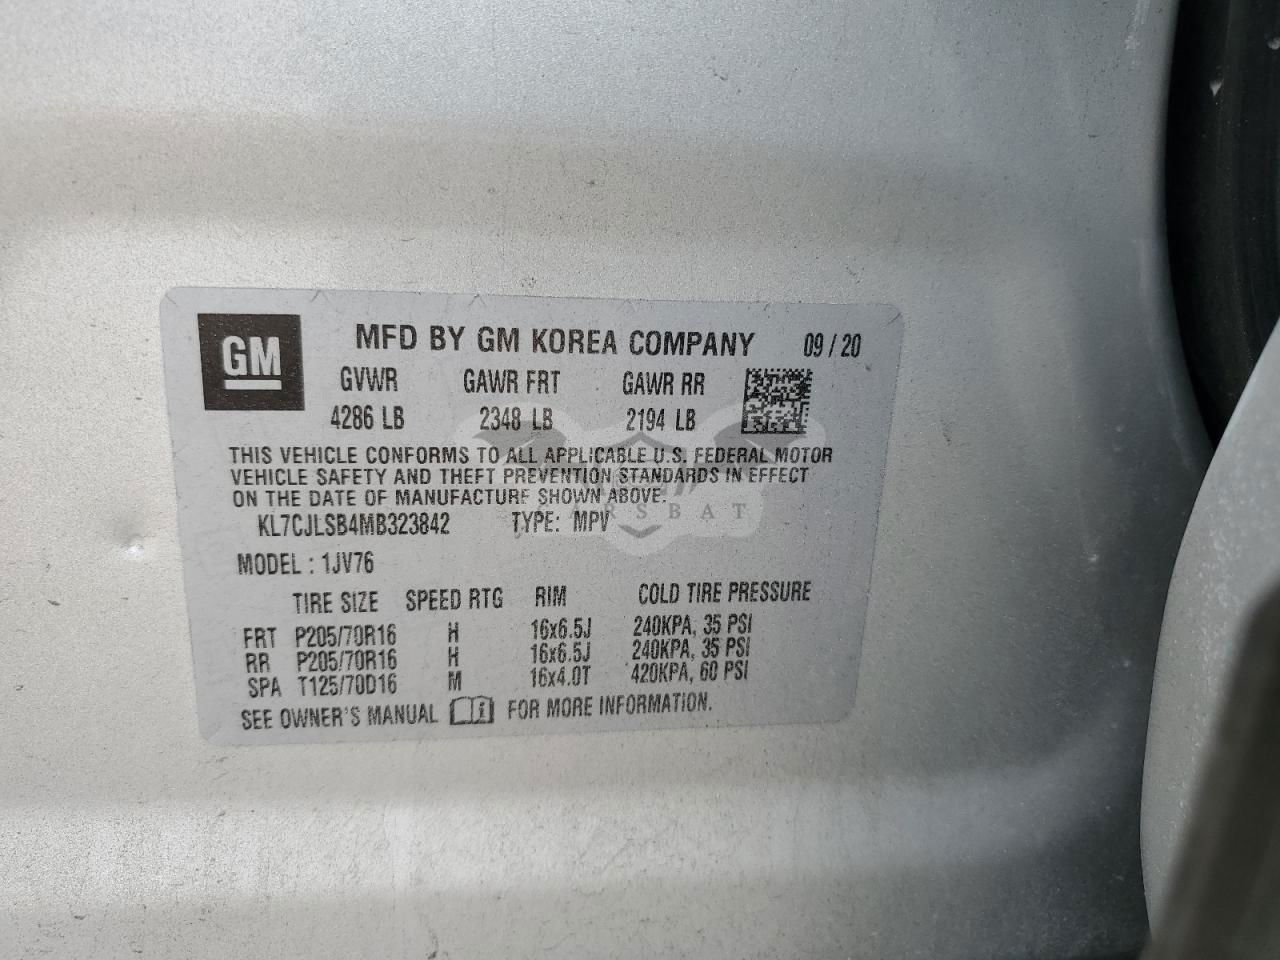 GM
MFD BY GM KOREA COMPANY 09/20
GVWR GAWR FRT GAWR RR
4286 LB 2348 LB 2194 LB
THIS VEHICLE CONFORMS TO ALL APPLICABLE U.S. FEDERAL MOTOR
VEHICLE SAFETY AND THEFT PREVENTION STANDARDS IN EFFECT
ON THE DATE OF MANUFACTURE SHOWN ABOVE.
CARSBAT
KL7CJLSB4MB323842 TYPE: MPV
MODEL : 1JV76
TIRE SIZE SPEED RTG RIM COLD TIRE PRESSURE
FRT P205/70R16 H 16x6.5J 240KPA, 35 PSI
RR P205/70R16 H 16x6.5J 240KPA, 35 PSI
SPA T125/70D16 M 16x4.0T 420KPA, 60 PSI
SEE OWNER'S MANUAL FOR MORE INFORMATION.